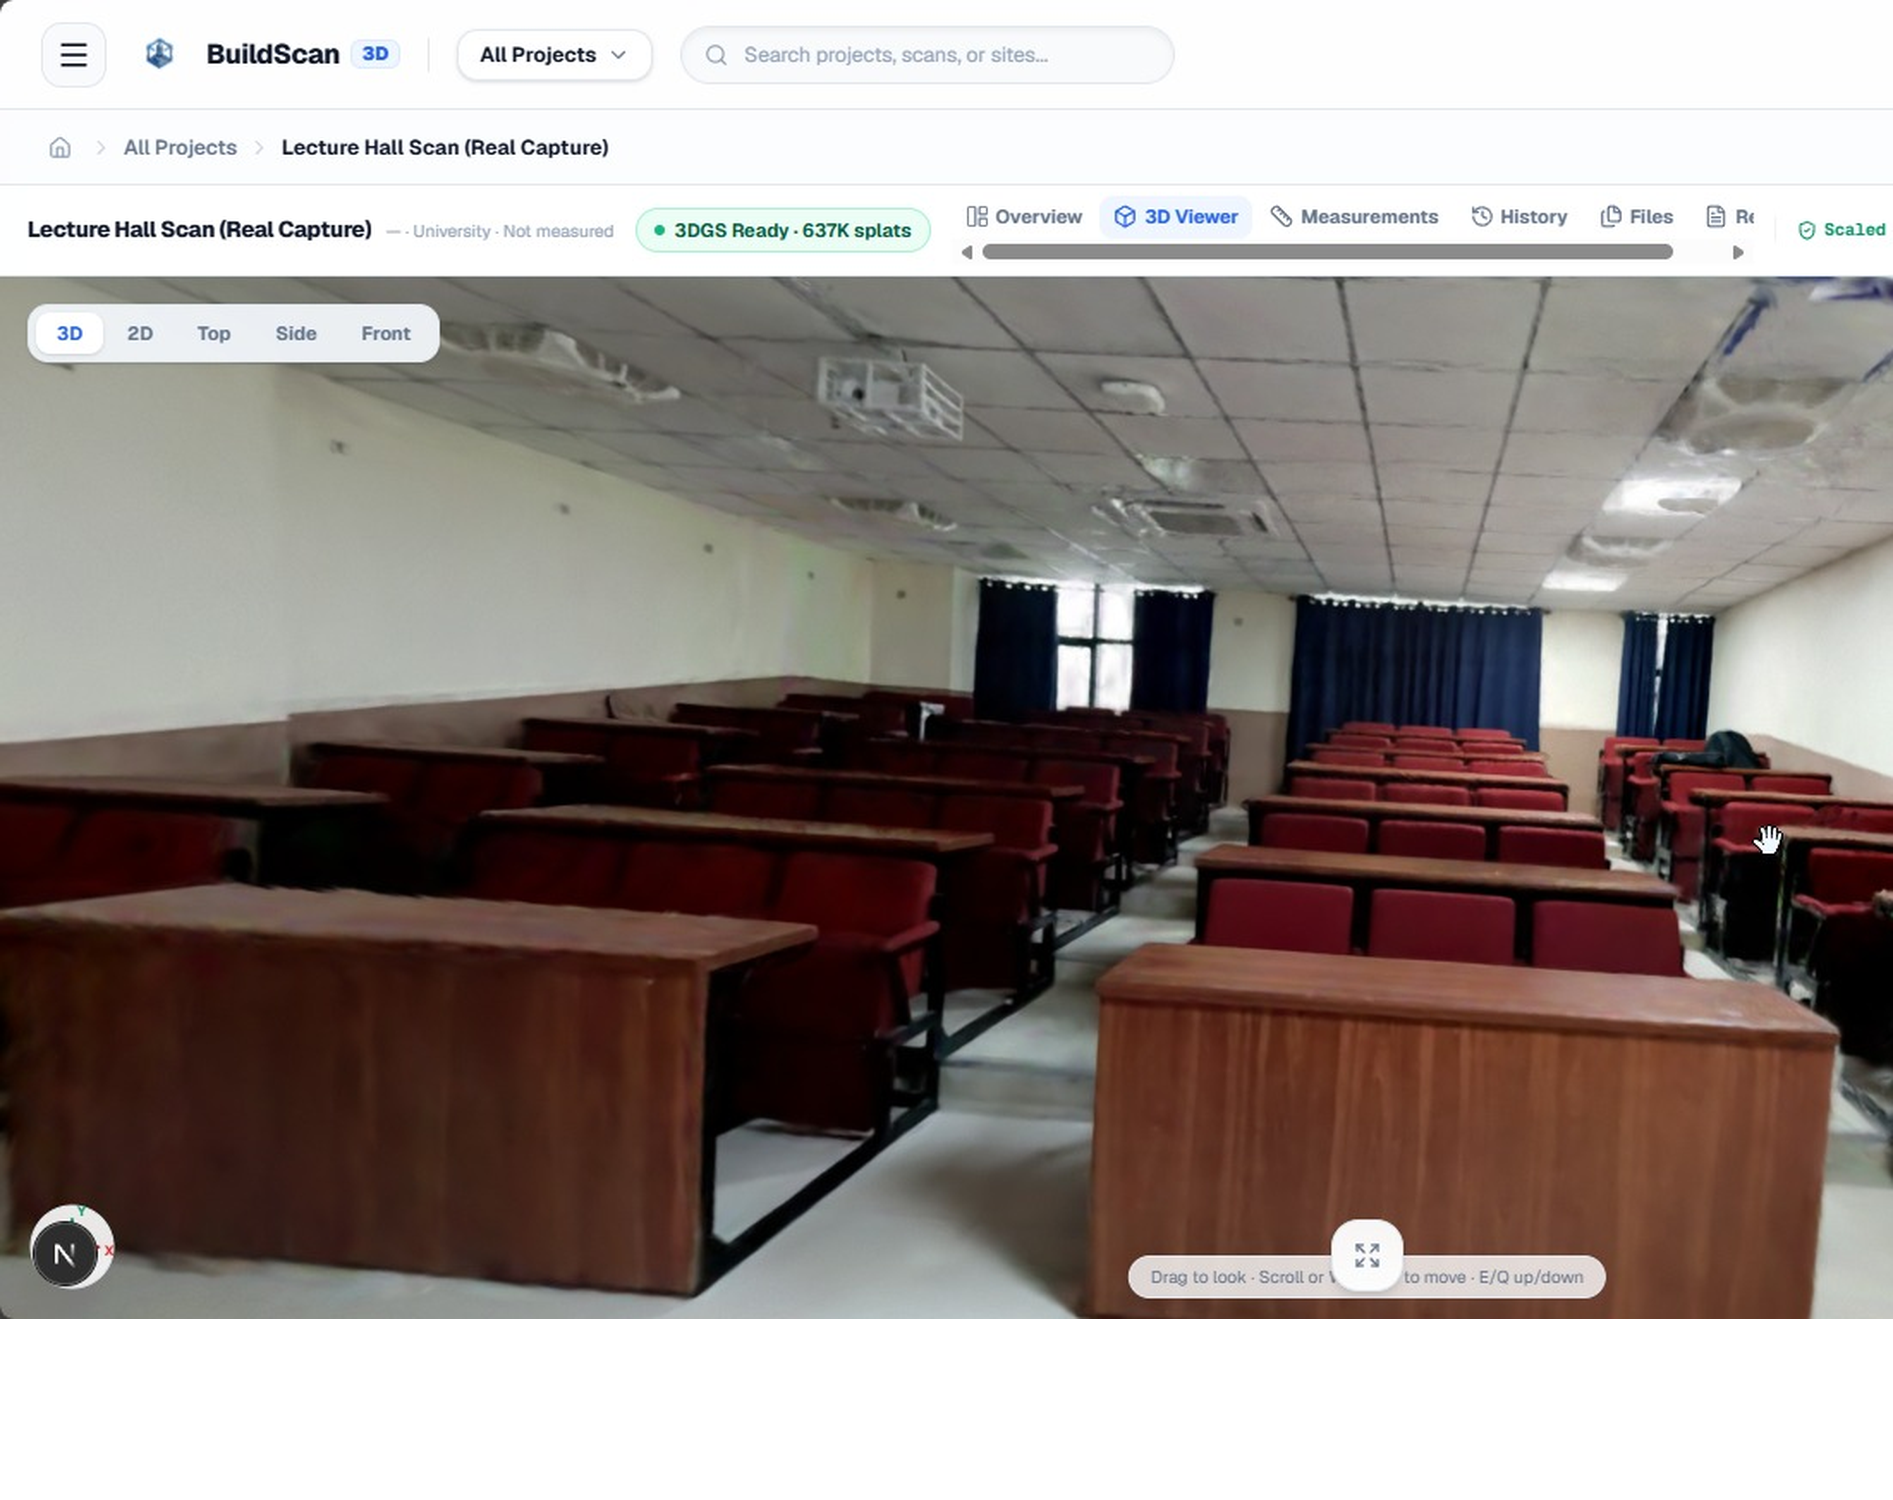 BuildScan 3D
All Projects
Search projects, scans, or sites...
All Projects
Lecture Hall Scan (Real Capture)
Lecture Hall Scan (Real Capture)
— · University · Not measured
3DGS Ready · 637K splats
Overview
3D Viewer
Measurements
History
Files
Re
Scaled
3D
2D
Top
Side
Front
Y
X
N
Drag to look · Scroll or to move · E/Q up/down